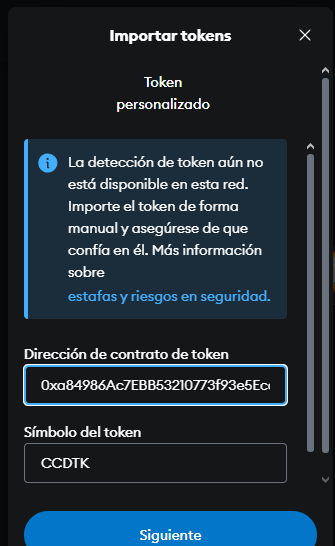 Importar tokens
Token
personalizado
La detección de token aún no
está disponible en esta red.
Importe el token de forma
manual y asegúrese de que
confía en él. Más información
sobre
estafas y riesgos en seguridad.
Dirección de contrato de token
0xa84986Ac7EBB53210773f93e5Ec
Símbolo del token
CCDTK
Siguiente